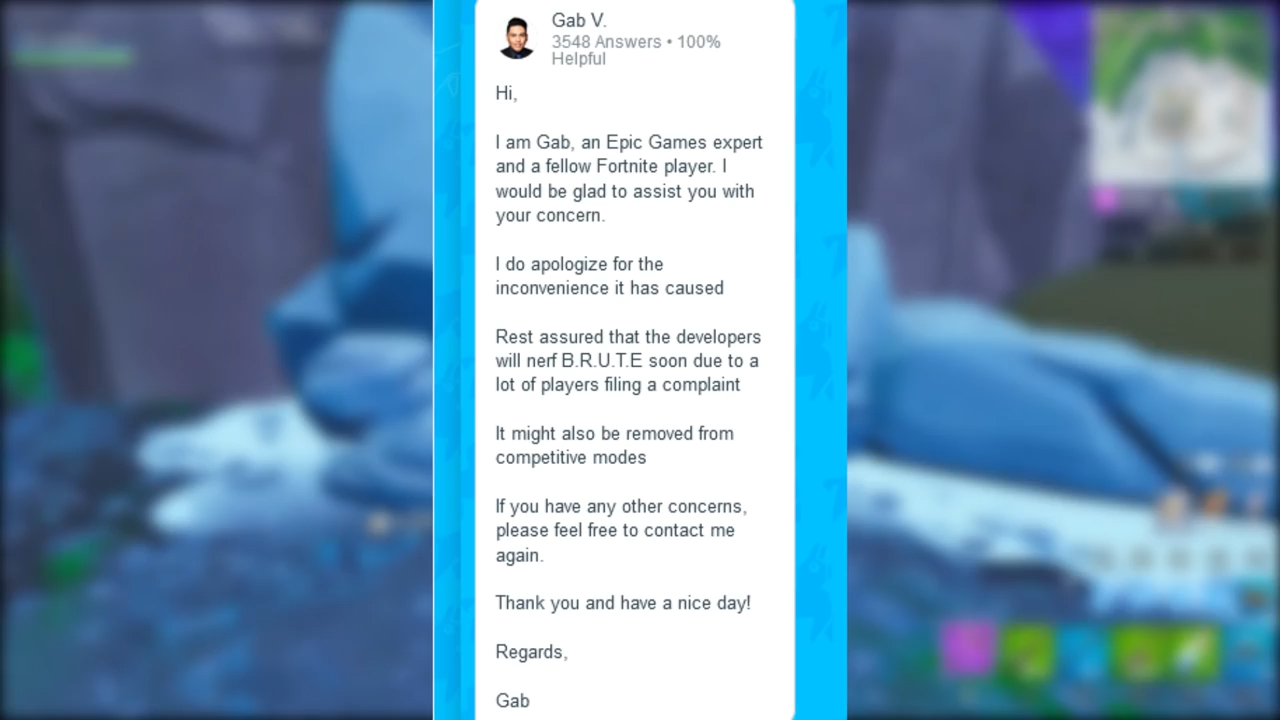 Gab V.
3548 Answers • 100%
Helpful
Hi,
I am Gab, an Epic Games expert
and a fellow Fortnite player. I
would be glad to assist you with
your concern.
I do apologize for the
inconvenience it has caused
Rest assured that the developers
will nerf B.R.U.T.E soon due to a
lot of players filing a complaint
It might also be removed from
competitive modes
If you have any other concerns,
please feel free to contact me
again.
Thank you and have a nice day!
Regards,
Gab